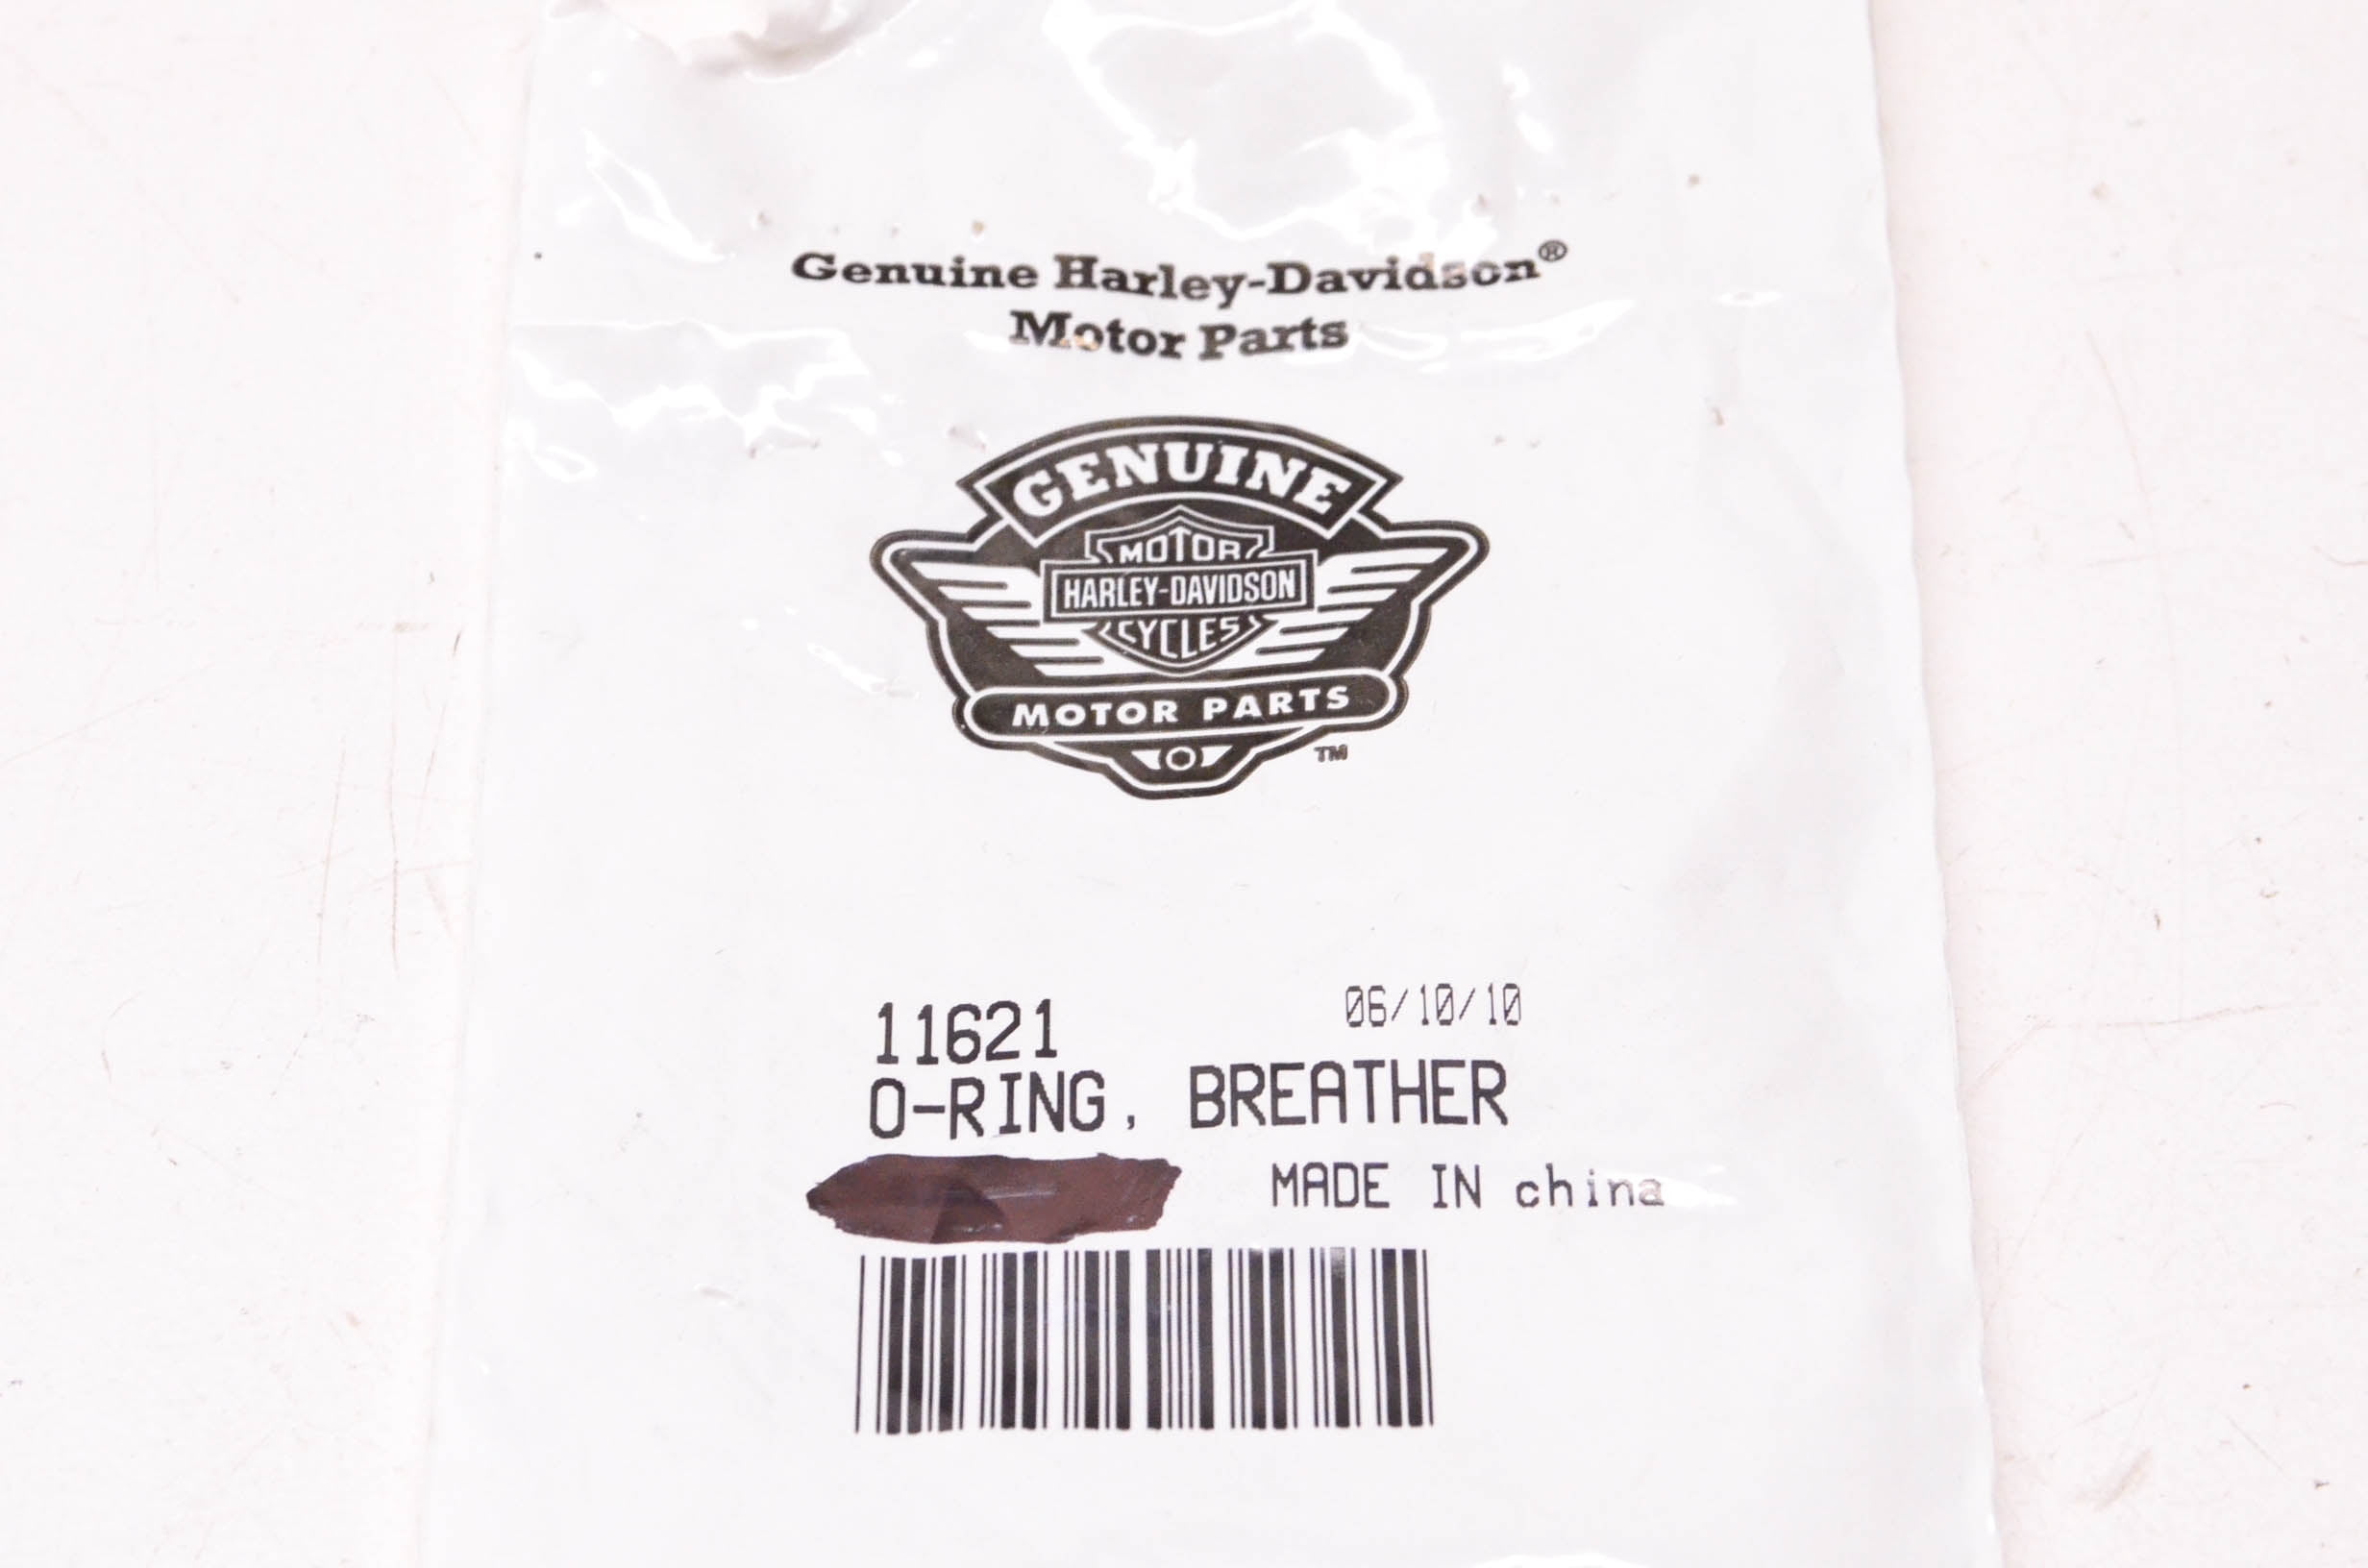 Genuine Harley-Davidson®
Motor Parts
GENUINE
MOTOR
HARLEY-DAVIDSON
CYCLES
MOTOR PARTS
TM
11621 06/10/10
O-RING, BREATHER
MADE IN china